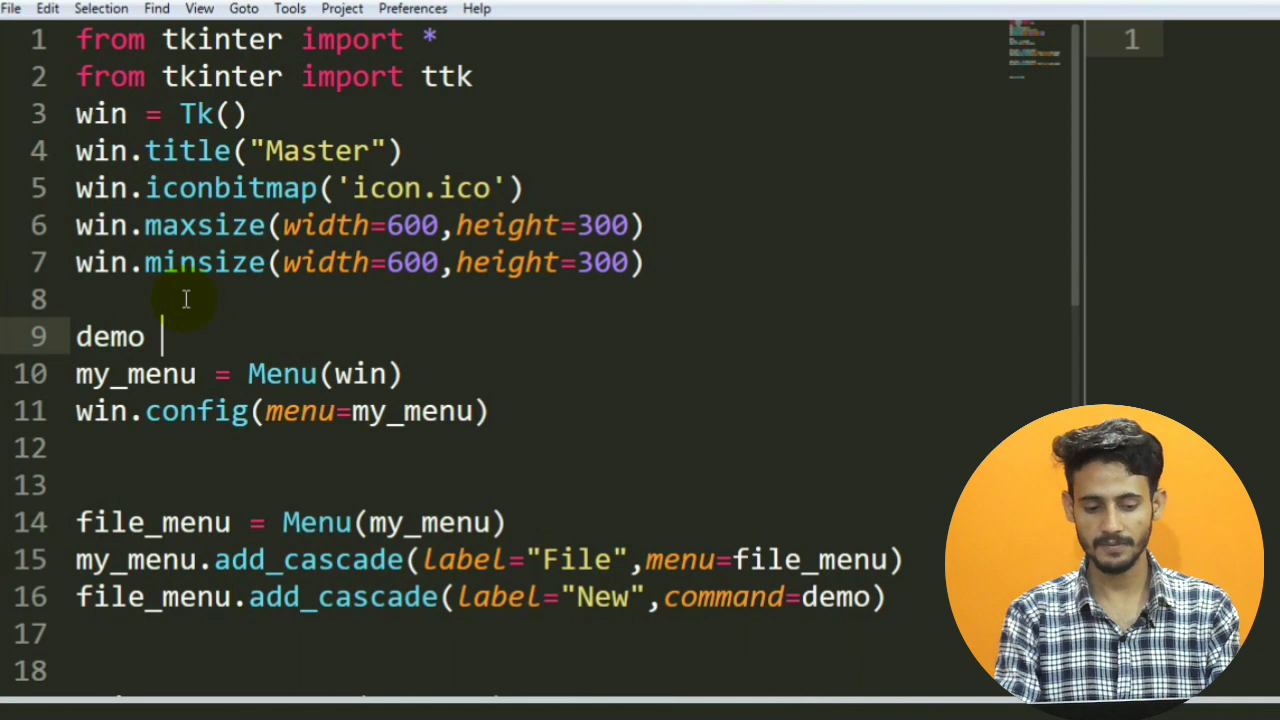 File Edit Selection Find View Goto Tools Project Preferences Help
1 from tkinter import *
2 from tkinter import ttk
3 win = Tk()
4 win.title("Master")
5 win.iconbitmap('icon.ico')
6 win.maxsize(width=600,height=300)
7 win.minsize(width=600,height=300)
8
9 demo
10 my_menu = Menu(win)
11 win.config(menu=my_menu)
12
13
14 file_menu = Menu(my_menu)
15 my_menu.add_cascade(label="File",menu=file_menu)
16 file_menu.add_cascade(label="New",command=demo)
17
18
1